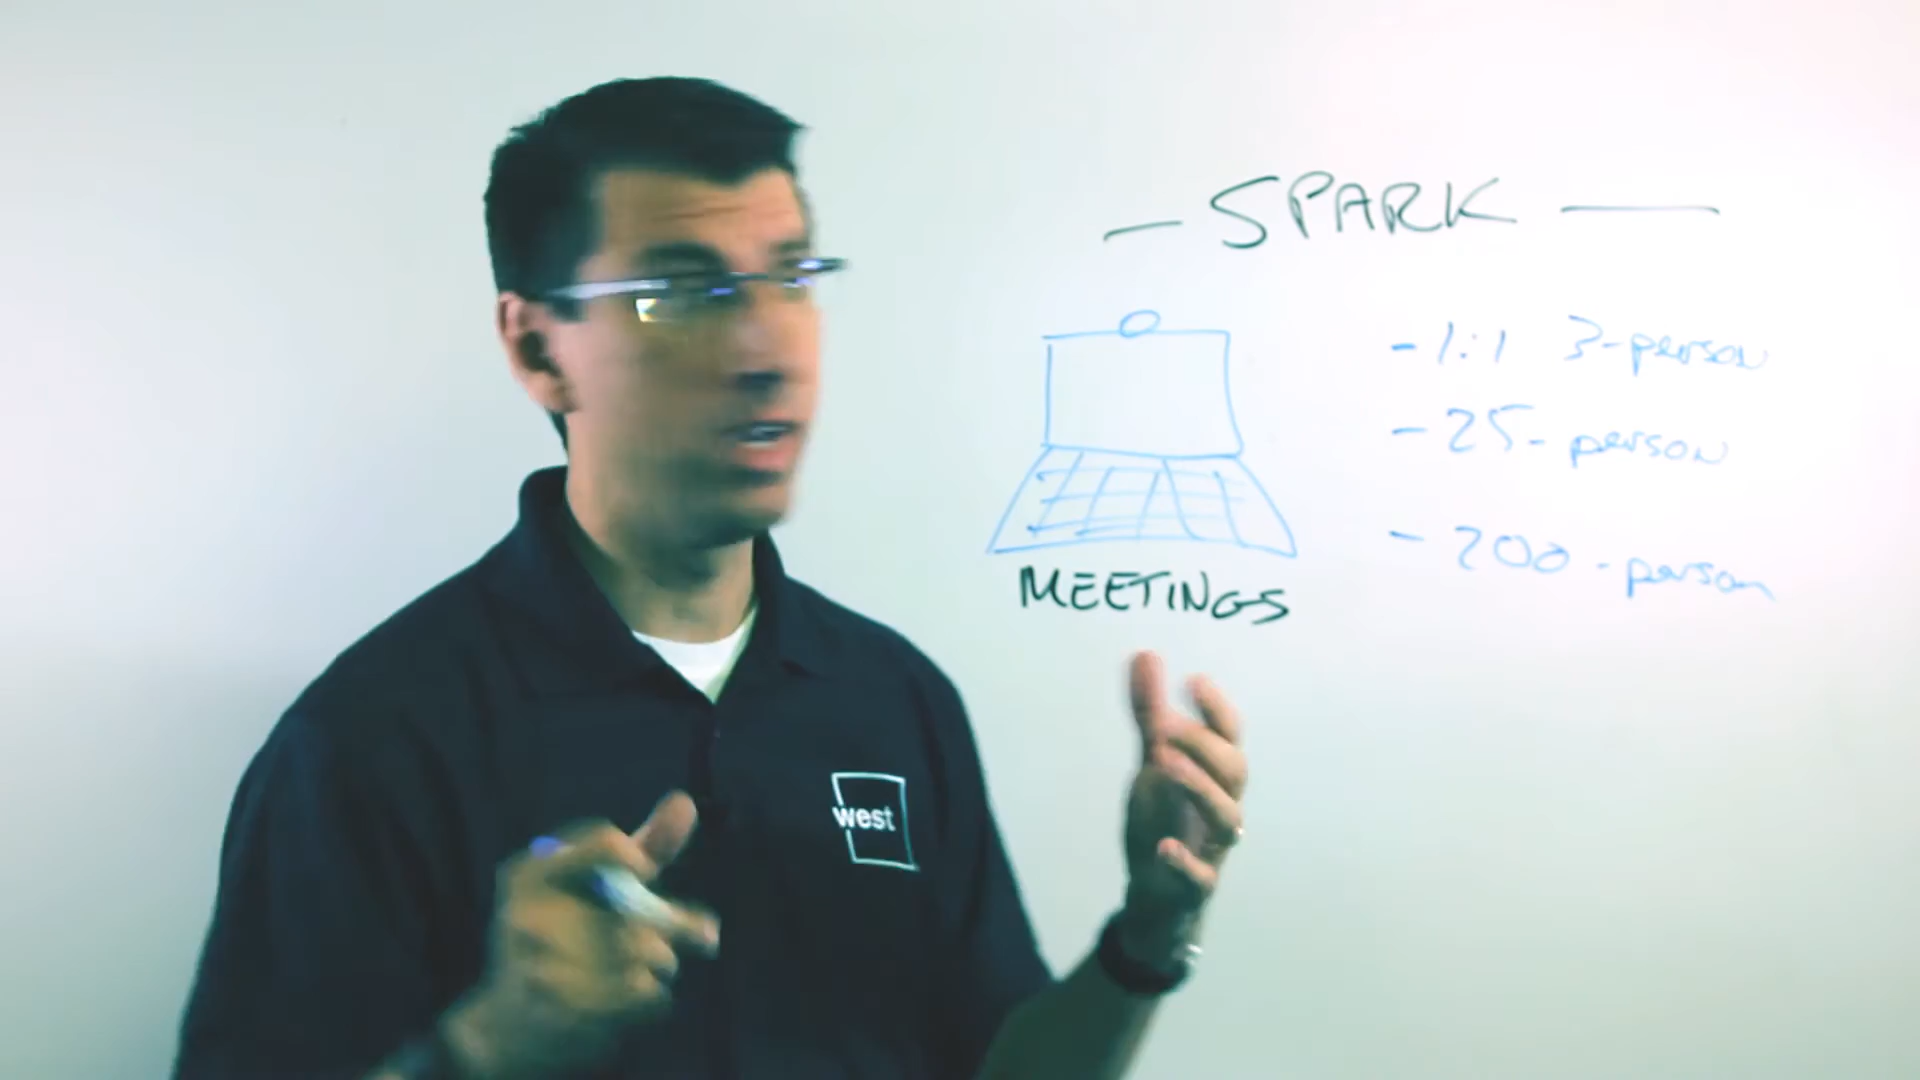 — SPARK —
- 1:1 3-person
- 25-person
- 200-person
MEETINGS
west